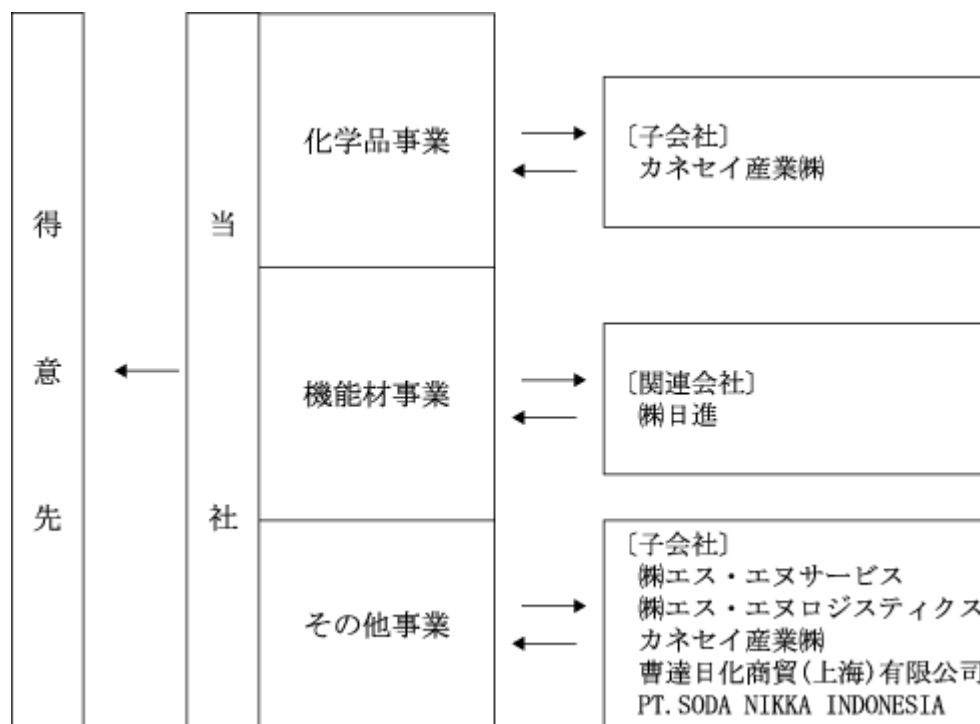 得意先
当社
化学品事業
〔子会社〕
カネセイ産業㈱
機能材事業
〔関連会社〕
㈱日進
その他事業
〔子会社〕
㈱エス・エヌサービス
㈱エス・エヌロジスティクス
カネセイ産業㈱
曹達日化商貿(上海)有限公司
PT.SODA NIKKA INDONESIA